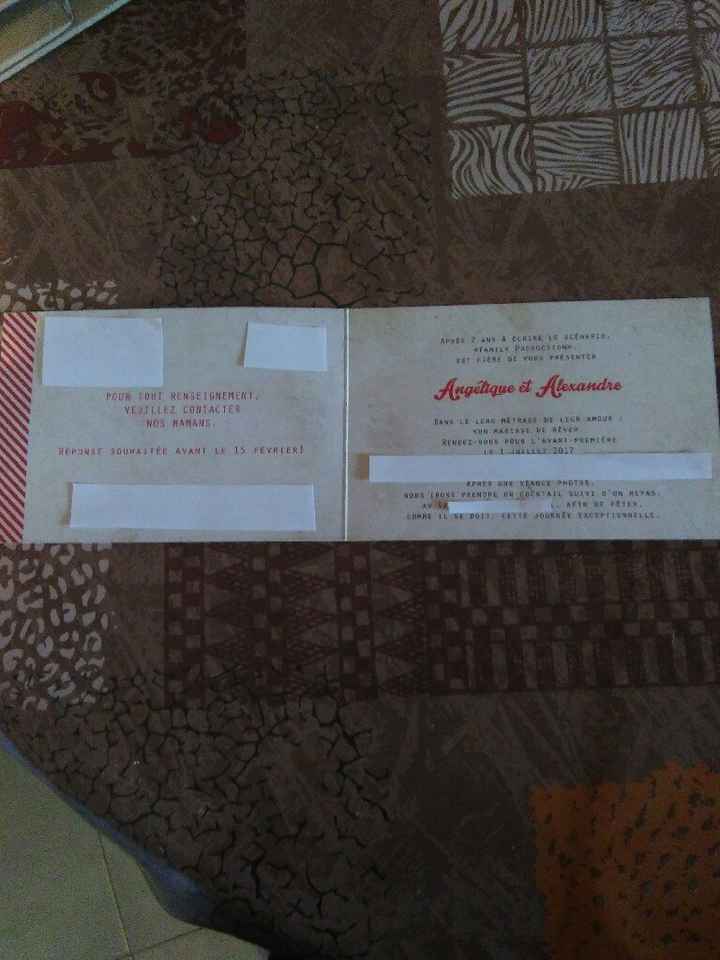 POUR TOUT RENSEIGNEMENT,
VEUILLEZ CONTACTER
NOS MAMANS.
RÉPONSE SOUHAITÉE AVANT LE 15 FÉVRIER!
APRÈS 7 ANS À ÉCRIRE LE SCÉNARIO,
#FAMILY PRODUCTION#,
EST FIÈRE DE VOUS PRÉSENTER
Angélique et Alexandre
DANS LE LONG MÉTRAGE DE LEUR AMOUR :
MARIAGE DE RÊVE#
RENDEZ-VOUS POUR L'AVANT-PREMIÈRE
LE 1 JUILLET 2017
APRÈS UNE SÉANCE PHOTOS,
NOUS IRONS PRENDRE UN COCKTAIL SUIVI D'UN REPAS,
AFIN DE FÊTER,
COMME IL SE DOIT, CETTE JOURNÉE EXCEPTIONNELLE.